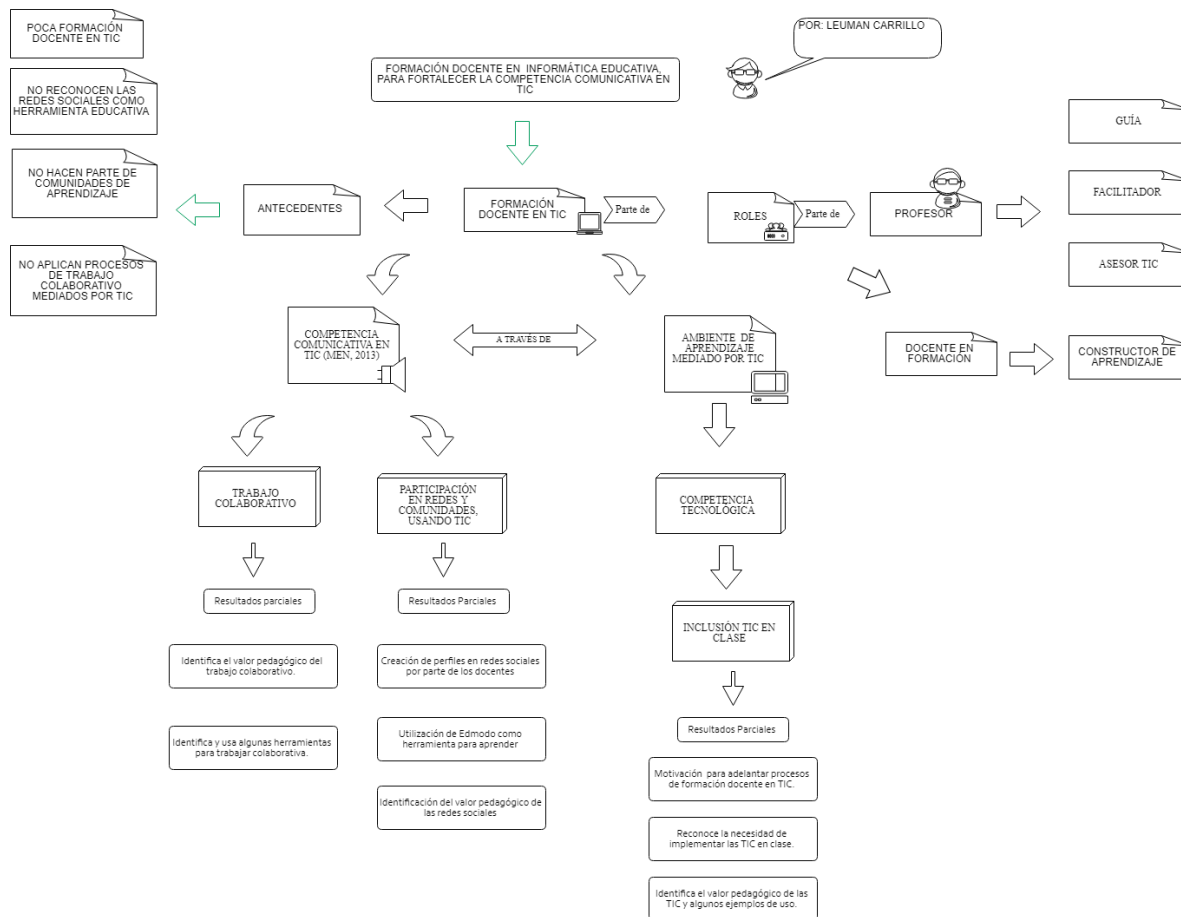 POCA FORMACIÓN
DOCENTE EN TIC
NO RECONOCEN LAS
REDES SOCIALES COMO
HERRAMIENTA EDUCATIVA
NO HACEN PARTE DE
COMUNIDADES DE
APRENDIZAJE
NO APLICAN PROCESOS
DE TRABAJO
COLABORATIVO
MEDIADOS POR TIC
FORMACIÓN DOCENTE EN INFORMÁTICA EDUCATIVA,
PARA FORTALECER LA COMPETENCIA COMUNICATIVA EN
TIC
POR: LEUMAN CARRILLO
ANTECEDENTES
FORMACIÓN
DOCENTE EN TIC
Parte de
ROLES
Parte de
PROFESOR
GUÍA
FACILITADOR
ASESOR TIC
DOCENTE EN
FORMACIÓN
CONSTRUCTOR DE
APRENDIZAJE
COMPETENCIA
COMUNICATIVA EN
TIC (MEN, 2013)
A TRAVÉS DE
AMBIENTE DE
APRENDIZAJE
MEDIADO POR TIC
TRABAJO
COLABORATIVO
PARTICIPACIÓN
EN REDES Y
COMUNIDADES,
USANDO TIC
COMPETENCIA
TECNOLÓGICA
Resultados parciales
Identifica el valor pedagógico del
trabajo colaborativo.
Identifica y usa algunas herramientas
para trabajar colaborativa.
Resultados Parciales
Creación de perfiles en redes sociales
por parte de los docentes
Utilización de Edmodo como
herramienta para aprender
Identificación del valor pedagógico de
las redes sociales
INCLUSIÓN TIC EN
CLASE
Resultados Parciales
Motivación para adelantar procesos
de formación docente en TIC.
Reconoce la necesidad de
implementar las TIC en clase.
Identifica el valor pedagógico de las
TIC y algunos ejemplos de uso.